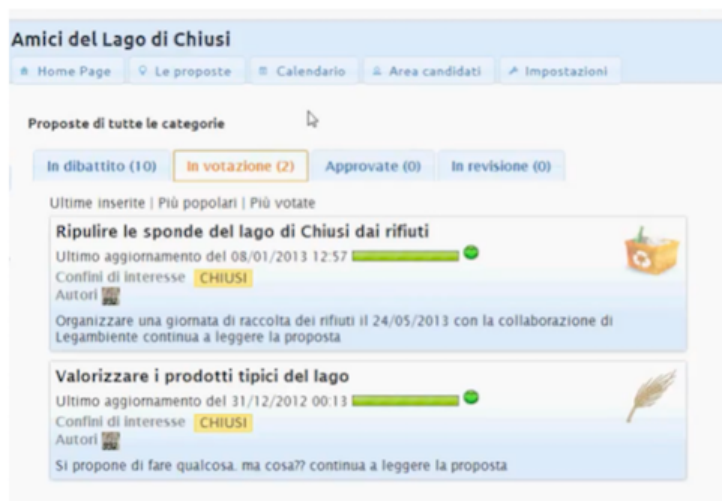 Amici del Lago di Chiusi
Home Page Le proposte Calendario Area candidati Impostazioni
Proposte di tutte le categorie
In dibattito (10) In votazione (2) Approvate (0) In revisione (0)
Ultime inserite | Più popolari | Più votate
Ripulire le sponde del lago di Chiusi dai rifiuti
Ultimo aggiornamento del 08/01/2013 12:57
Confini di interesse CHIUSI
Autori
Organizzare una giornata di raccolta dei rifiuti il 24/05/2013 con la collaborazione di
Legambiente continua a leggere la proposta
Valorizzare i prodotti tipici del lago
Ultimo aggiornamento del 31/12/2012 00:13
Confini di interesse CHIUSI
Autori
Si propone di fare qualcosa. ma cosa?? continua a leggere la proposta